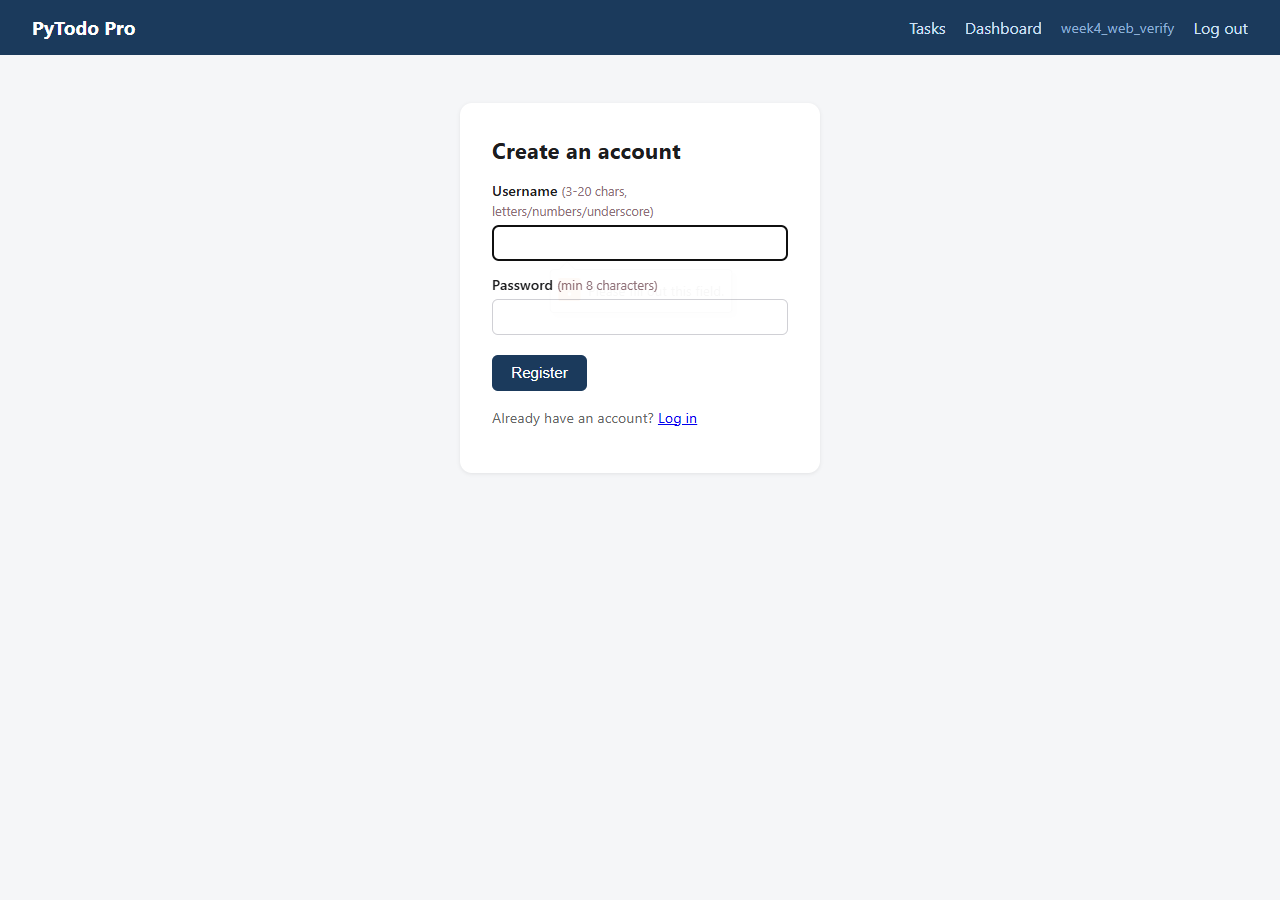 PyTodo Pro
Tasks Dashboard week4_web_verify Log out
Create an account
Username (3-20 chars,
letters/numbers/underscore)
Password (min 8 characters)
Register
Already have an account? Log in